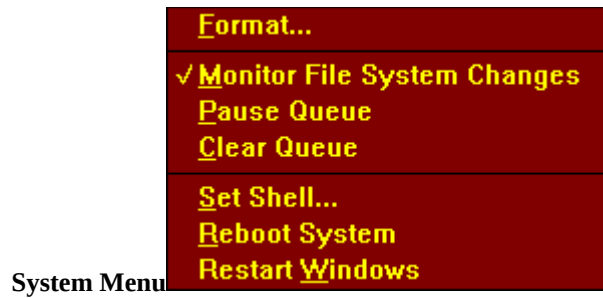 Format...
✓ Monitor File System Changes
Pause Queue
Clear Queue
Set Shell...
Reboot System
System Menu Restart Windows